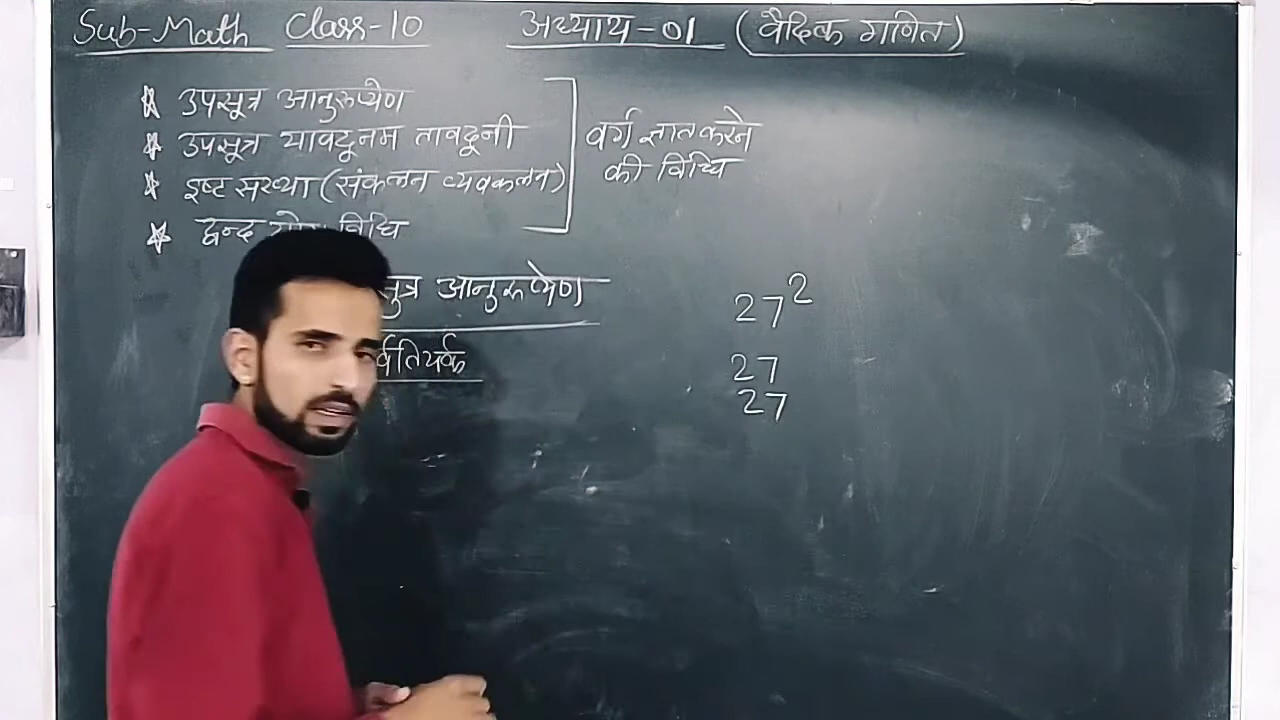 Sub-Math Class-10 अध्याय-01 (वैदिक गणित)
उपसूत्र आनुरूप्येण
उपसूत्र यावदूनम तावदूनी
इष्ट संख्या (संकलन व्यवकलन)
द्वन्द विधि
वर्ग ज्ञात करने
की विधि
आनुरूप्येण
27²
27
27